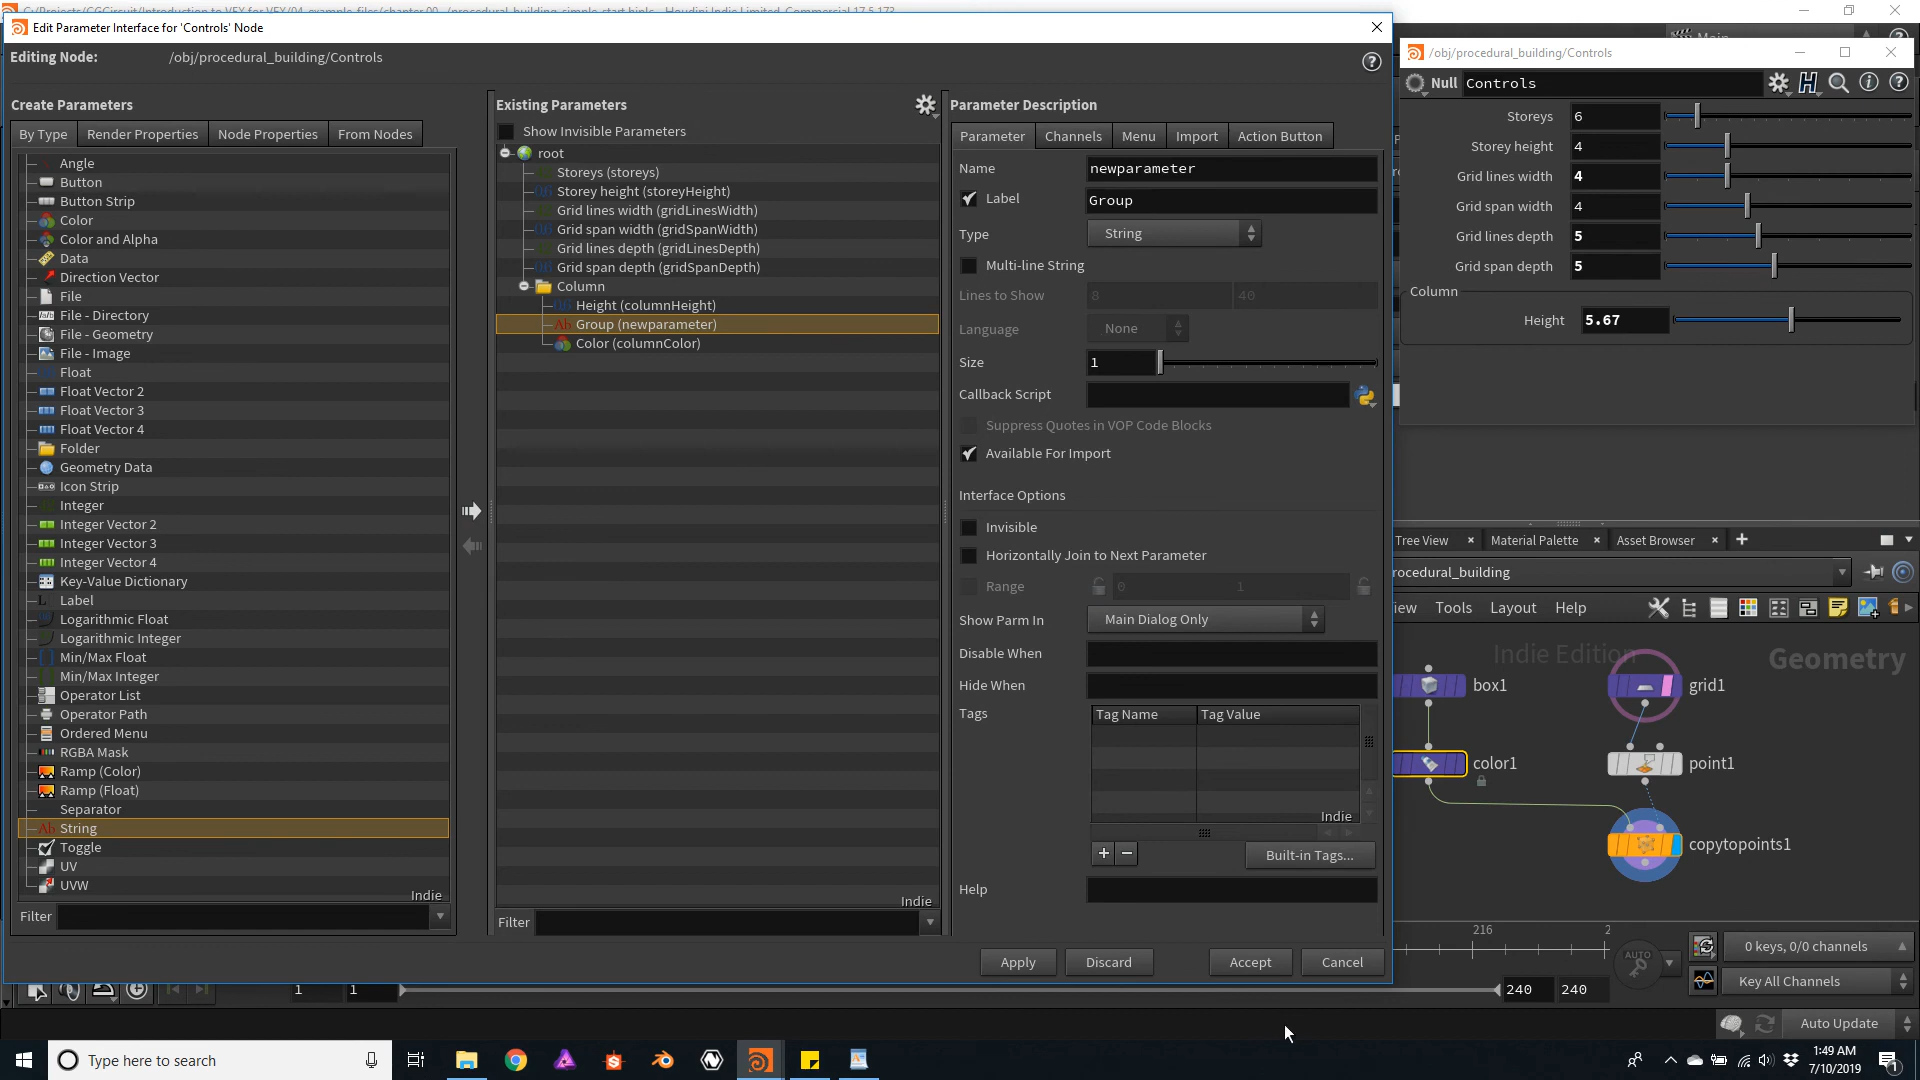 Edit Parameter Interface for 'Controls' Node
Editing Node:
/obj/procedural_building/Controls
Create Parameters
By Type
Render Properties
Node Properties
From Nodes
Angle
Button
Button Strip
Color
Color and Alpha
Data
Direction Vector
File
File - Directory
File - Geometry
File - Image
Float
Float Vector 2
Float Vector 3
Float Vector 4
Folder
Geometry Data
Icon Strip
Integer
Integer Vector 2
Integer Vector 3
Integer Vector 4
Key-Value Dictionary
Label
Logarithmic Float
Logarithmic Integer
Min/Max Float
Min/Max Integer
Operator List
Operator Path
Ordered Menu
RGBA Mask
Ramp (Color)
Ramp (Float)
Separator
String
Toggle
UV
UVW
Indie
Filter
Existing Parameters
Show Invisible Parameters
root
Storeys (storeys)
Storey height (storeyHeight)
Grid lines width (gridLinesWidth)
Grid span width (gridSpanWidth)
Grid lines depth (gridLinesDepth)
Grid span depth (gridSpanDepth)
Column
Height (columnHeight)
Group (newparameter)
Color (columnColor)
Indie
Filter
Parameter Description
Parameter
Channels
Menu
Import
Action Button
Name
newparameter
Label
Group
Type
String
Multi-line String
Lines to Show
8
40
Language
None
Size
1
Callback Script
Suppress Quotes in VOP Code Blocks
Available For Import
Interface Options
Invisible
Horizontally Join to Next Parameter
Range
0
1
Show Parm In
Main Dialog Only
Disable When
Hide When
Tags
Tag Name
Tag Value
Indie
Built-in Tags...
Help
Apply
Discard
Accept
Cancel
/obj/procedural_building/Controls
Null
Controls
Storeys
6
Storey height
4
Grid lines width
4
Grid span width
4
Grid lines depth
5
Grid span depth
5
Column
Height
5.67
Tree View
Material Palette
Asset Browser
rocedural_building
iew
Tools
Layout
Help
Indie Edition
Geometry
box1
grid1
color1
point1
copytopoints1
216
2
AUTO
0 keys, 0/0 channels
Key All Channels
1
1
240
240
Auto Update
Type here to search
1:49 AM
7/10/2019